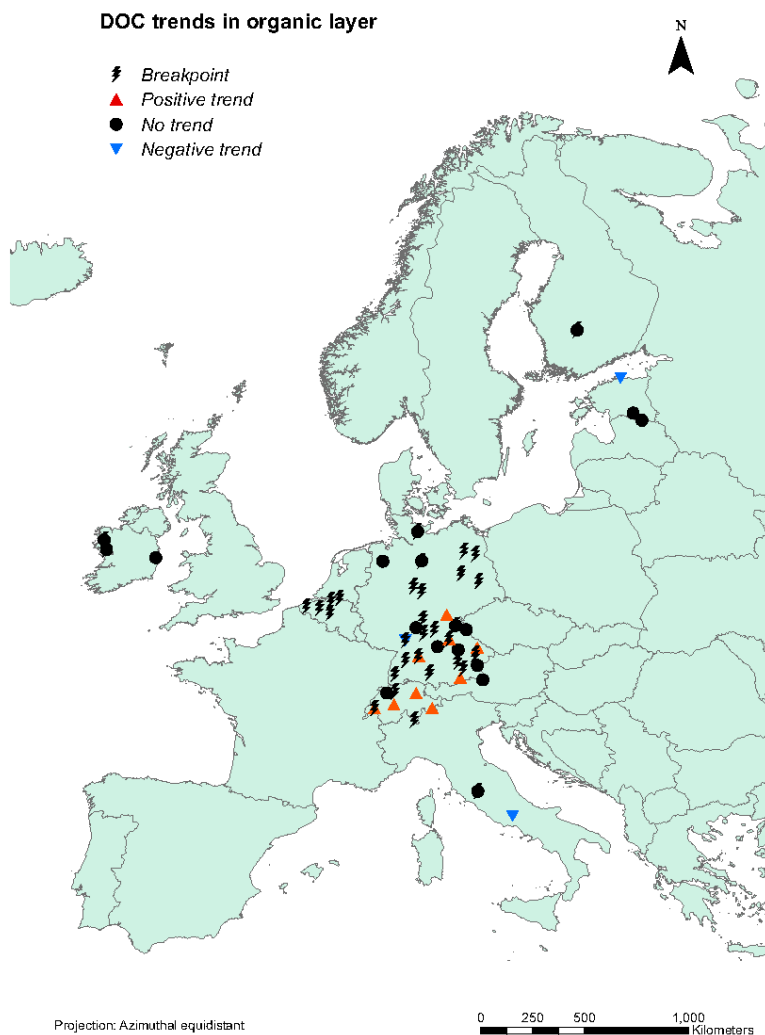 DOC trends in organic layer
N
Breakpoint
Positive trend
No trend
Negative trend
Projection: Azimuthal equidistant
0 250 500 1,000
Kilometers